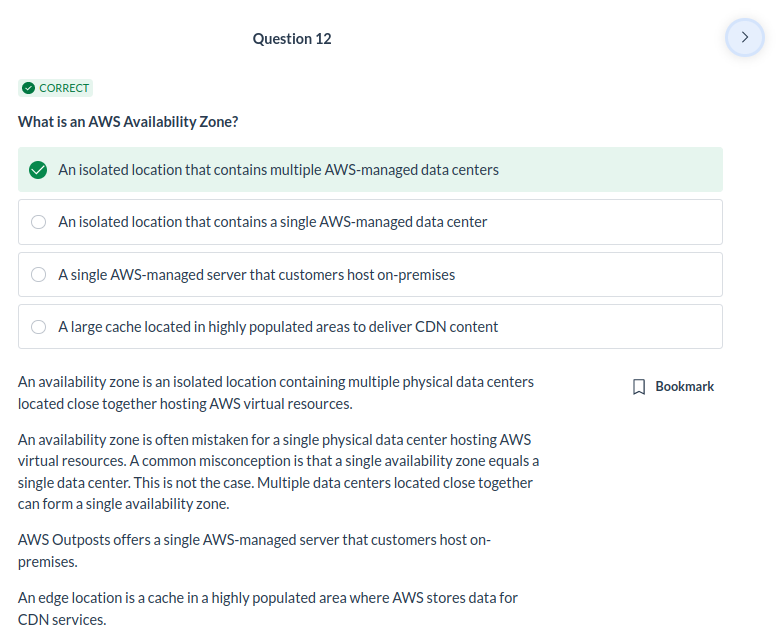 Question 12
CORRECT
What is an AWS Availability Zone?
An isolated location that contains multiple AWS-managed data centers
An isolated location that contains a single AWS-managed data center
A single AWS-managed server that customers host on-premises
A large cache located in highly populated areas to deliver CDN content
An availability zone is an isolated location containing multiple physical data centers
located close together hosting AWS virtual resources.
Bookmark
An availability zone is often mistaken for a single physical data center hosting AWS
virtual resources. A common misconception is that a single availability zone equals a
single data center. This is not the case. Multiple data centers located close together
can form a single availability zone.
AWS Outposts offers a single AWS-managed server that customers host on-
premises.
An edge location is a cache in a highly populated area where AWS stores data for
CDN services.